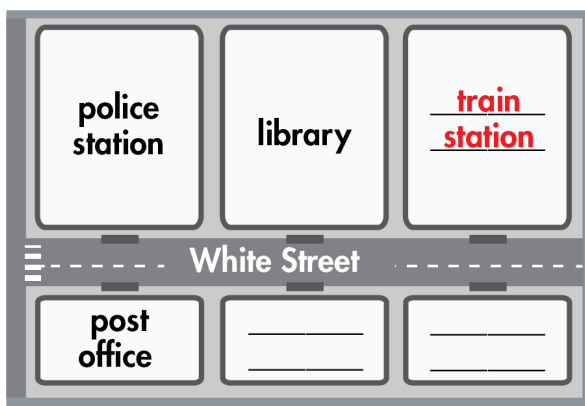 police
station
library
train
station
White Street
post
office